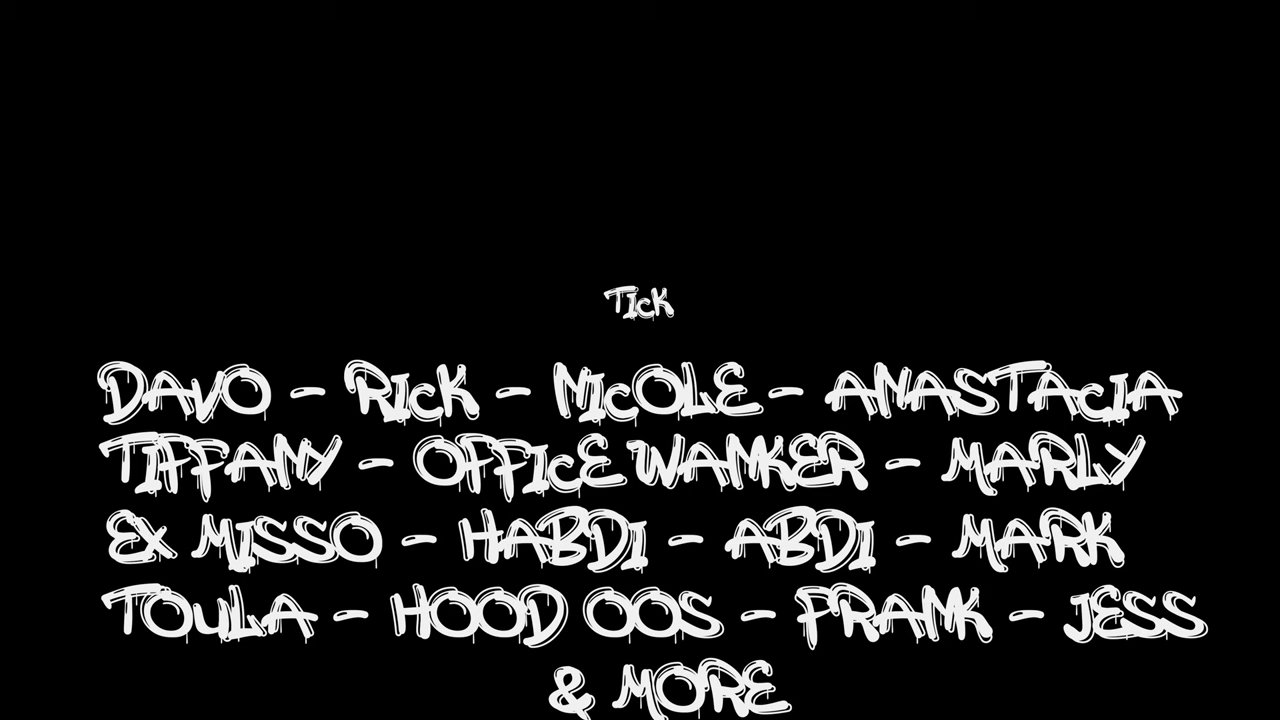 TICK
DAVO - RICK - NICOLE - ANASTACIA
TIFFANY - OFFICE WANKER - MARLY
EX MISSO - HABDI - ABDI - MARK
TOULA - HOOD OOS - FRANK - JESS
& MORE